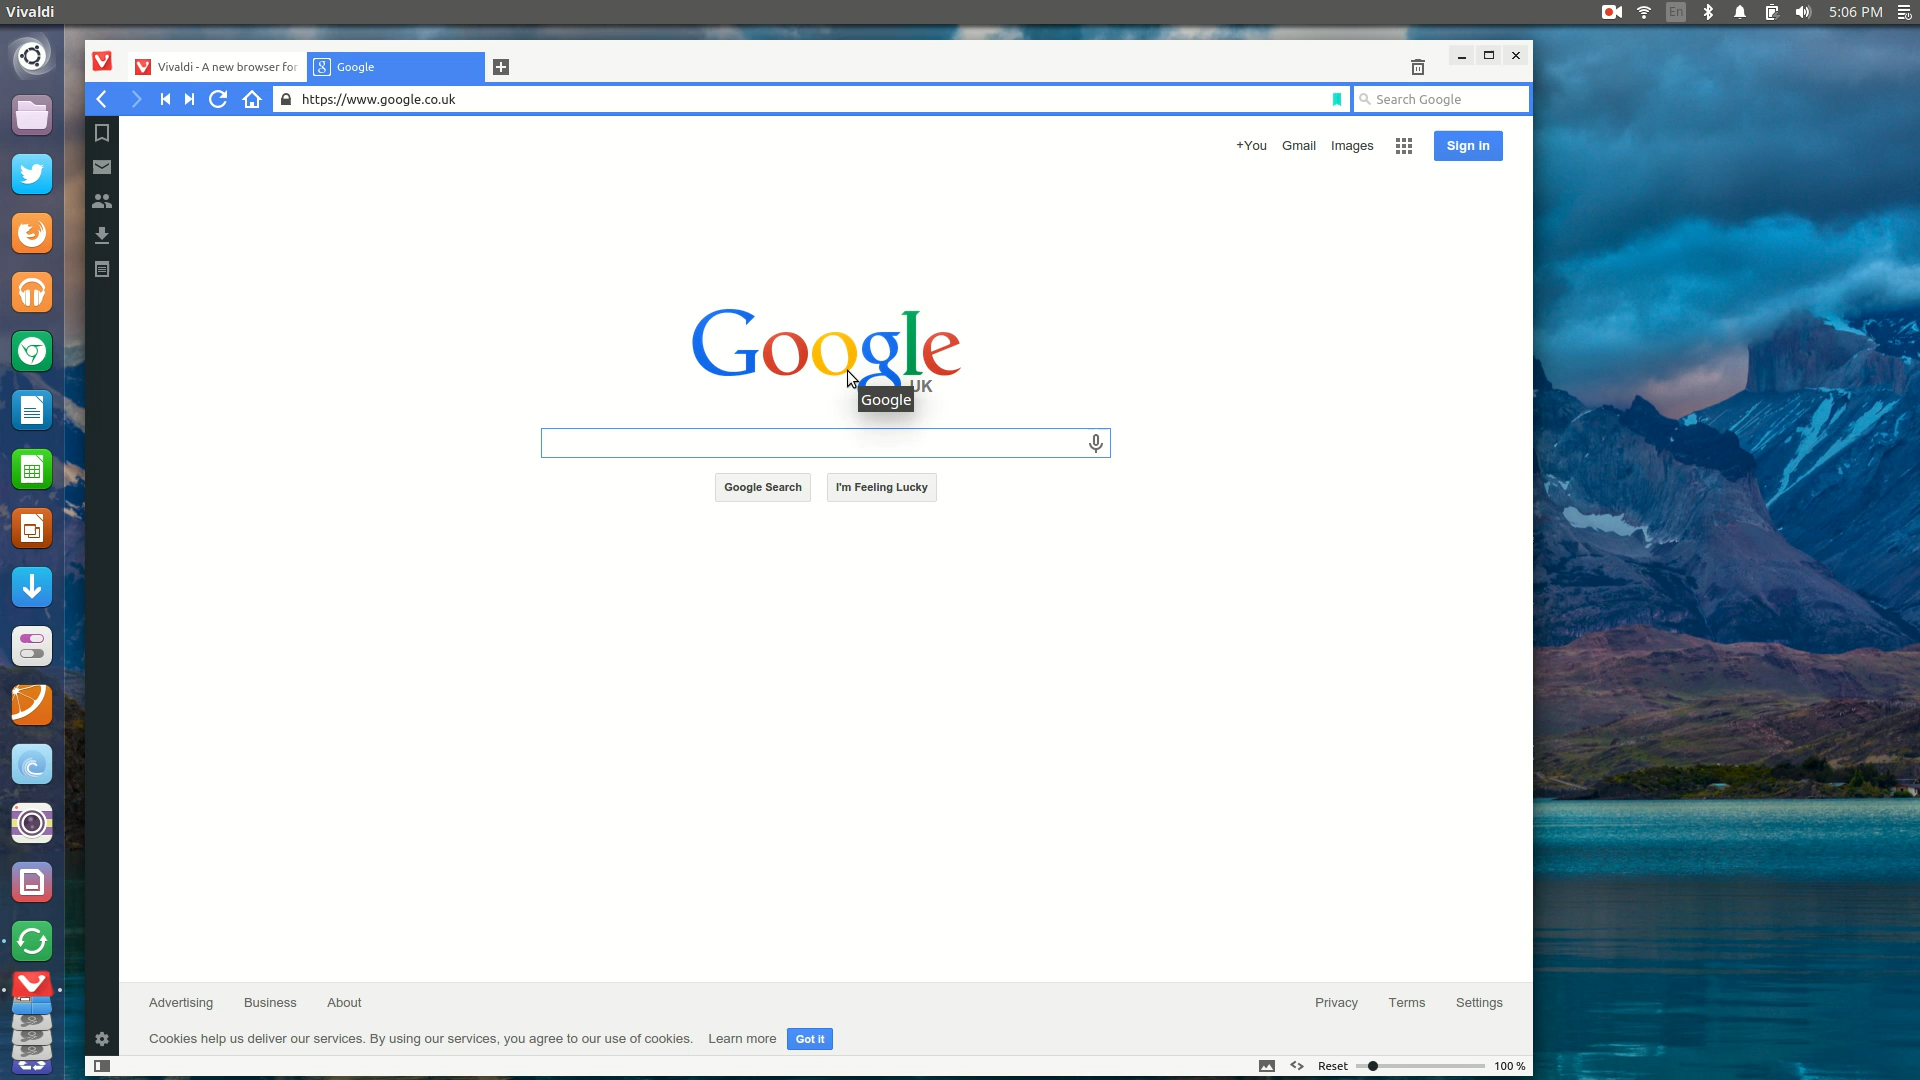 Vivaldi
En
5:06 PM
Vivaldi - A new browser for
Google
https://www.google.co.uk
Search Google
+You
Gmail
Images
Sign in
Google
UK
Google
Google Search
I'm Feeling Lucky
Advertising
Business
About
Privacy
Terms
Settings
Cookies help us deliver our services. By using our services, you agree to our use of cookies.
Learn more
Got it
Reset
100 %